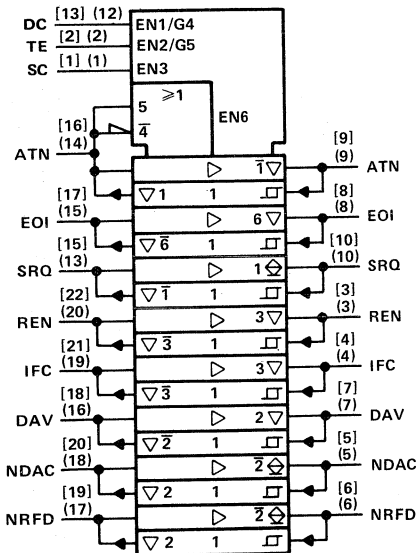 [13] (12)
DC EN1/G4
[2] (2)
TE EN2/G5
[1] (1)
SC EN3
≥1
5 EN6
[16] 4̅ [9]
(14) (9)
ATN ▷ 1̅ ▽ ATN
[17] ▽ 1 1 [8]
(15) (8)
EOI ▷ 6 ▽ EOI
[15] ▽ 6̅ 1 [10]
(13) (10)
SRQ ▷ 1 SRQ
[22] ▽ 1̅ 1 [3]
(20) (3)
REN ▷ 3 ▽ REN
[21] ▽ 3̅ 1 [4]
(19) (4)
IFC ▷ 3 ▽ IFC
[18] ▽ 3̅ 1 [7]
(16) (7)
DAV ▷ 2 ▽ DAV
[20] ▽ 2̅ 1 [5]
(18) (5)
NDAC ▷ 2̅ NDAC
[19] ▽ 2 1 [6]
(17) (6)
NRFD ▷ 2̅ NRFD
▽ 2 1